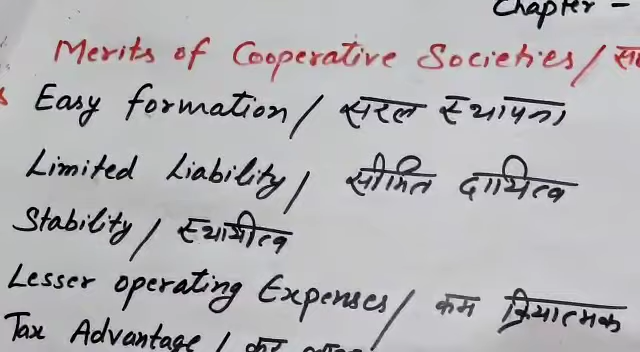 Chapter -
Merits of Cooperative Societies /
Easy formation / सरल स्थापना
Limited Liability / सीमित दायित्व
Stability / स्थायीत्व
Lesser operating Expenses / कम क्रियात्मक
Tax Advantage / कर